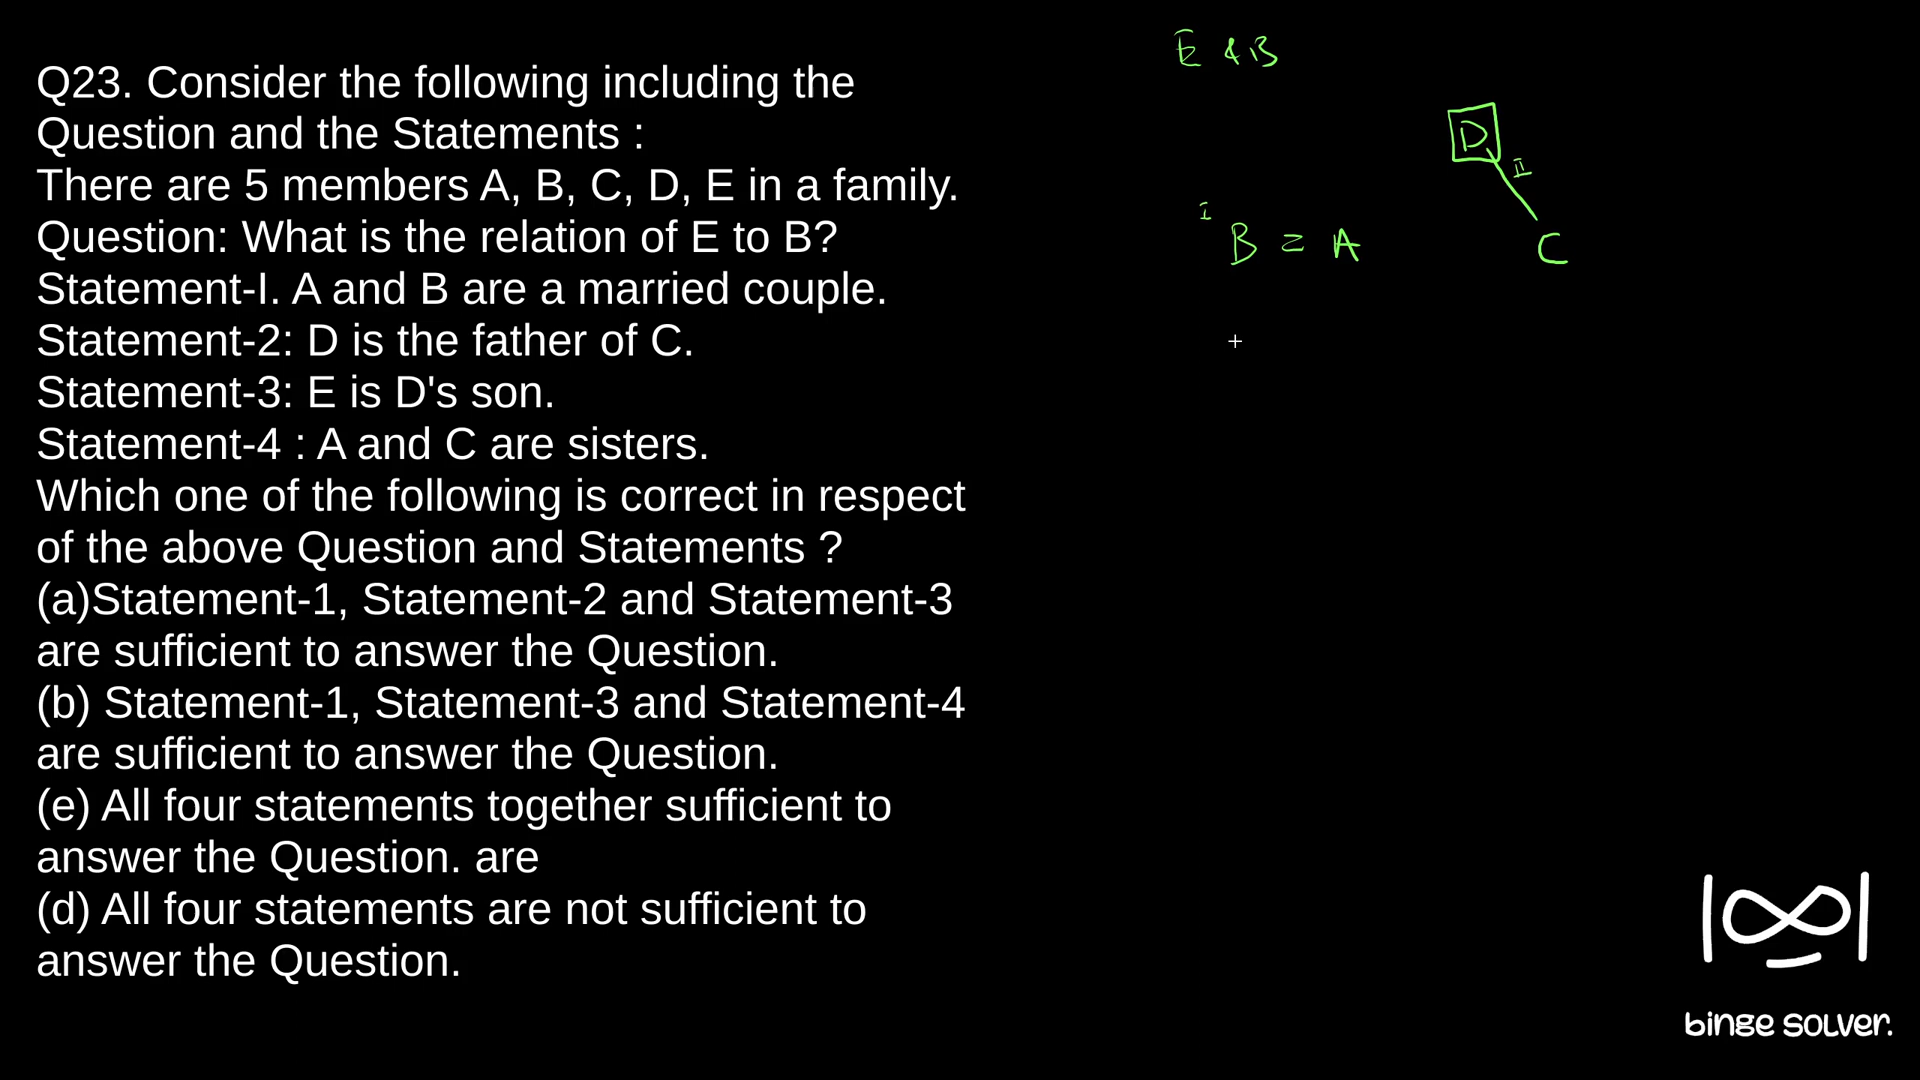 Q23. Consider the following including the
Question and the Statements :
There are 5 members A, B, C, D, E in a family.
Question: What is the relation of E to B?
Statement-I. A and B are a married couple.
Statement-2: D is the father of C.
Statement-3: E is D's son.
Statement-4 : A and C are sisters.
Which one of the following is correct in respect
of the above Question and Statements ?
(a)Statement-1, Statement-2 and Statement-3
are sufficient to answer the Question.
(b) Statement-1, Statement-3 and Statement-4
are sufficient to answer the Question.
(e) All four statements together sufficient to
answer the Question. are
(d) All four statements are not sufficient to
answer the Question.
E & B
D
II
I
B = A
C
binge solver.